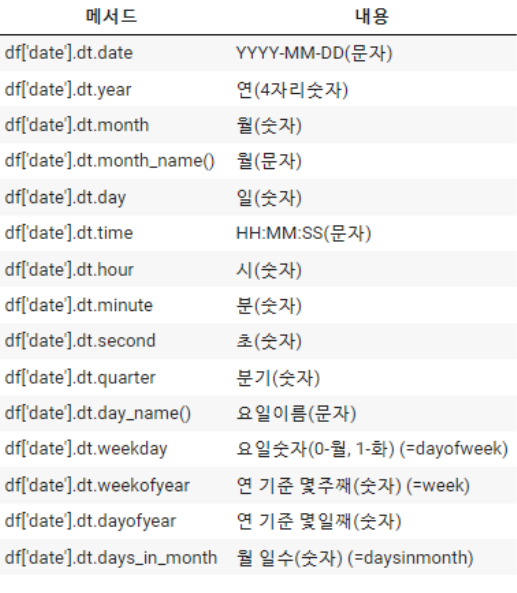 메서드 내용
df['date'].dt.date YYYY-MM-DD(문자)
df['date'].dt.year 연(4자리숫자)
df['date'].dt.month 월(숫자)
df['date'].dt.month_name() 월(문자)
df['date'].dt.day 일(숫자)
df['date'].dt.time HH:MM:SS(문자)
df['date'].dt.hour 시(숫자)
df['date'].dt.minute 분(숫자)
df['date'].dt.second 초(숫자)
df['date'].dt.quarter 분기(숫자)
df['date'].dt.day_name() 요일이름(문자)
df['date'].dt.weekday 요일숫자(0-월, 1-화) (=dayofweek)
df['date'].dt.weekofyear 연 기준 몇주째(숫자) (=week)
df['date'].dt.dayofyear 연 기준 몇일째(숫자)
df['date'].dt.days_in_month 월 일수(숫자) (=daysinmonth)